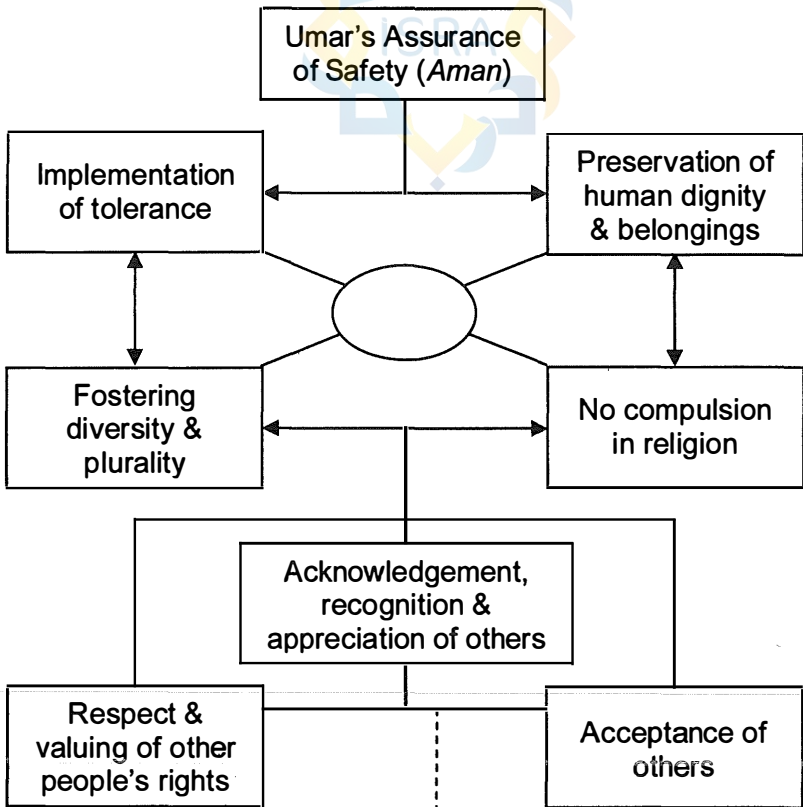 ISRA
Umar's Assurance
of Safety (Aman)
Implementation
of tolerance
Preservation of
human dignity
& belongings
Fostering
diversity &
plurality
No compulsion
in religion
Acknowledgement,
recognition &
appreciation of others
Respect &
valuing of other
people's rights
Acceptance of
others